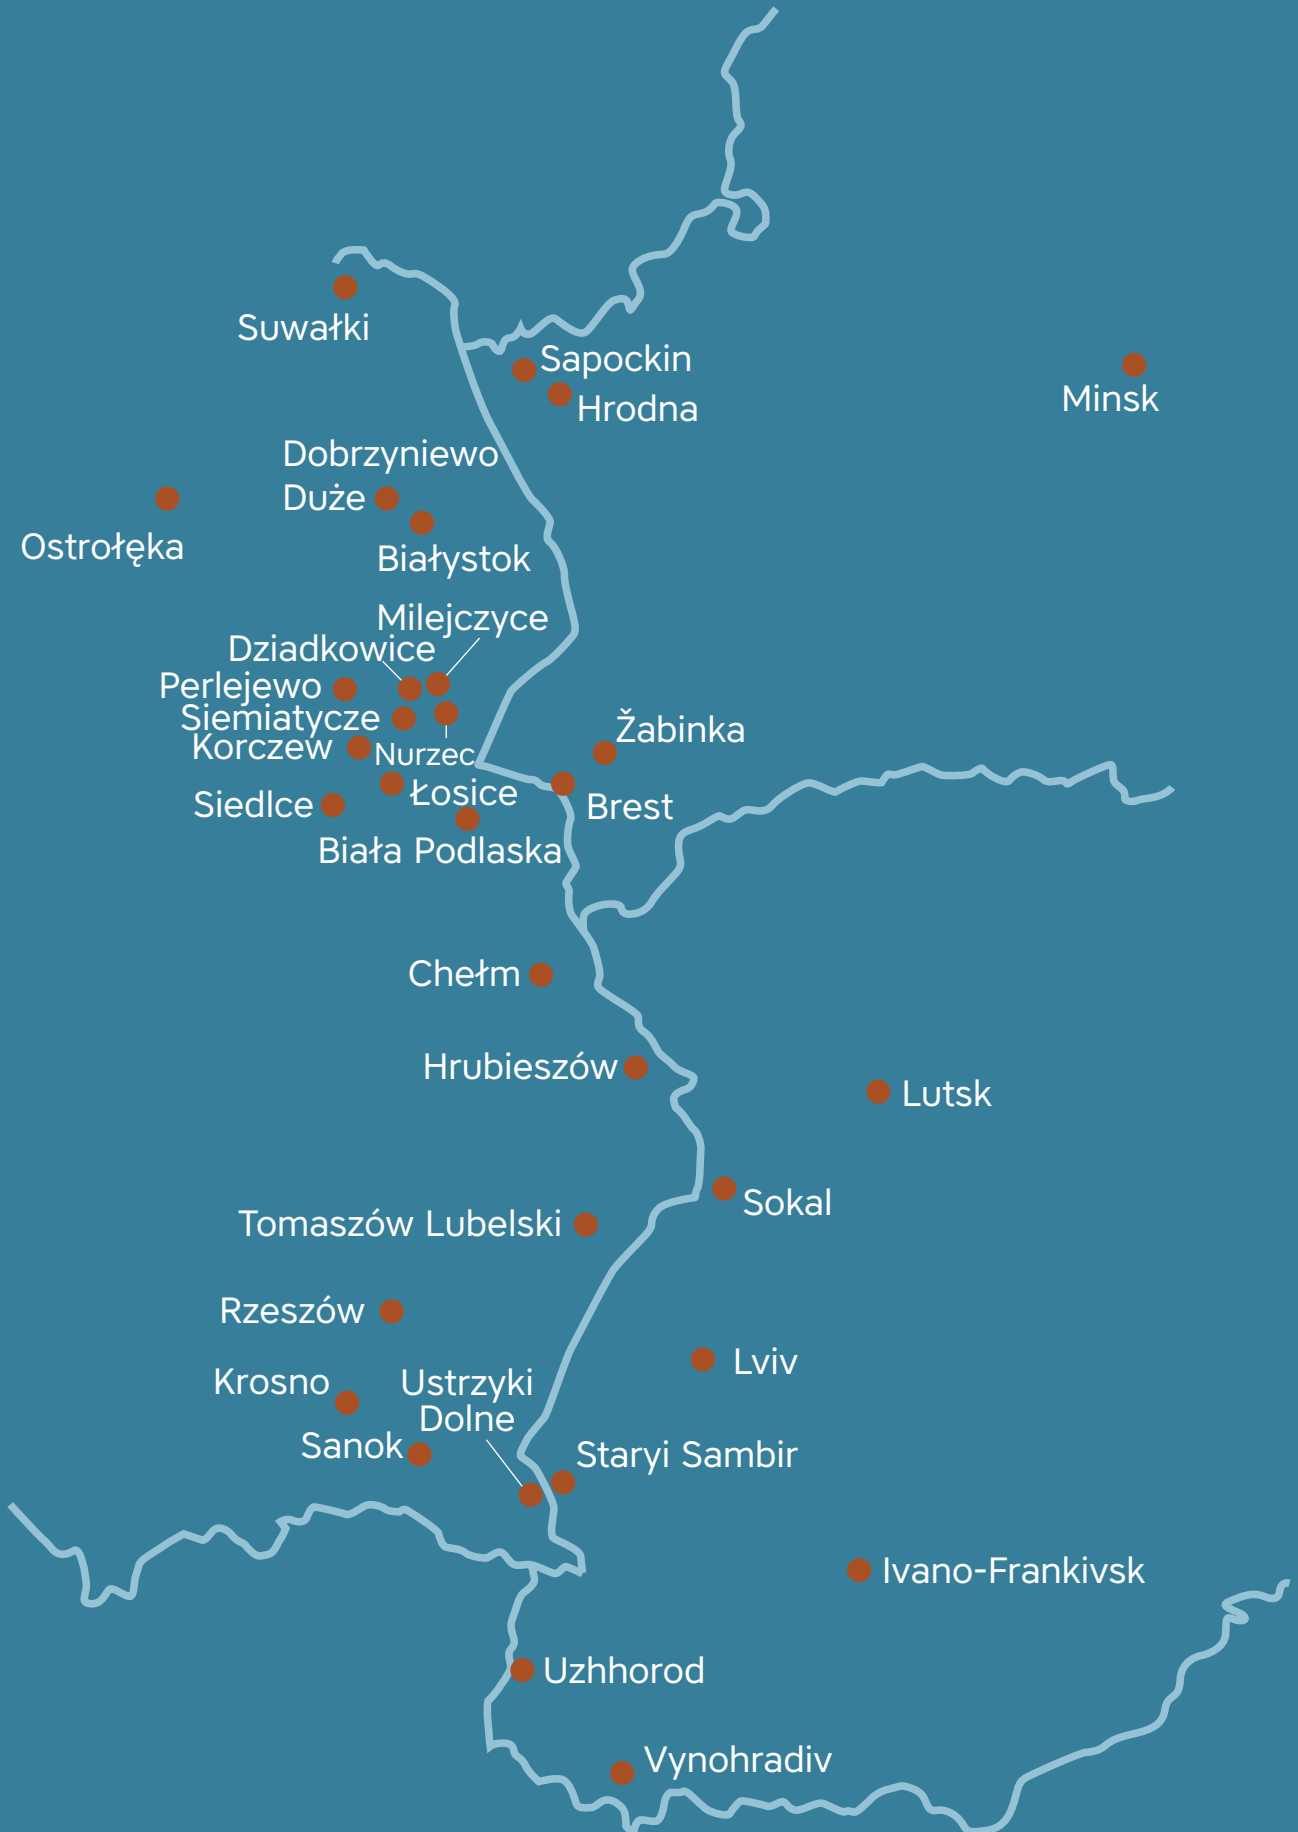 Suwałki
Sapockin
Minsk
Hrodna
Dobrzyniewo
Duże
Ostrołęka
Białystok
Milejczyce
Dziadkowice
Perlejewo
Siemiatycze
Žabinka
Korczew
Nurzec
Łosice
Siedlce
Brest
Biała Podlaska
Chełm
Hrubieszów
Lutsk
Sokal
Tomaszów Lubelski
Rzeszów
Lviv
Krosno
Ustrzyki
Dolne
Sanok
Staryi Sambir
Ivano-Frankivsk
Uzhhorod
Vynohradiv